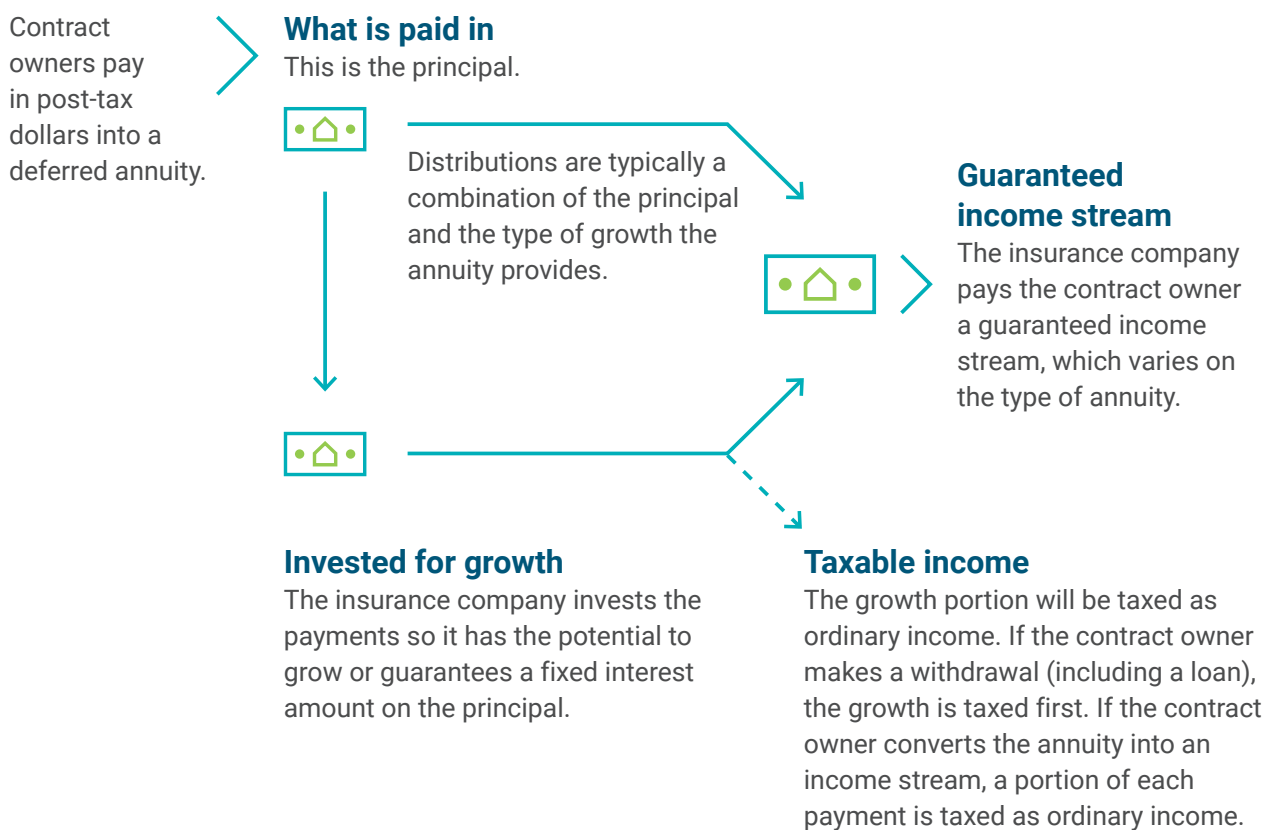 Contract
owners pay
in post-tax
dollars into a
deferred annuity.
What is paid in
This is the principal.
Distributions are typically a
combination of the principal
and the type of growth the
annuity provides.
Guaranteed
income stream
The insurance company
pays the contract owner
a guaranteed income
stream, which varies on
the type of annuity.
Invested for growth
The insurance company invests the
payments so it has the potential to
grow or guarantees a fixed interest
amount on the principal.
Taxable income
The growth portion will be taxed as
ordinary income. If the contract owner
makes a withdrawal (including a loan),
the growth is taxed first. If the contract
owner converts the annuity into an
income stream, a portion of each
payment is taxed as ordinary income.